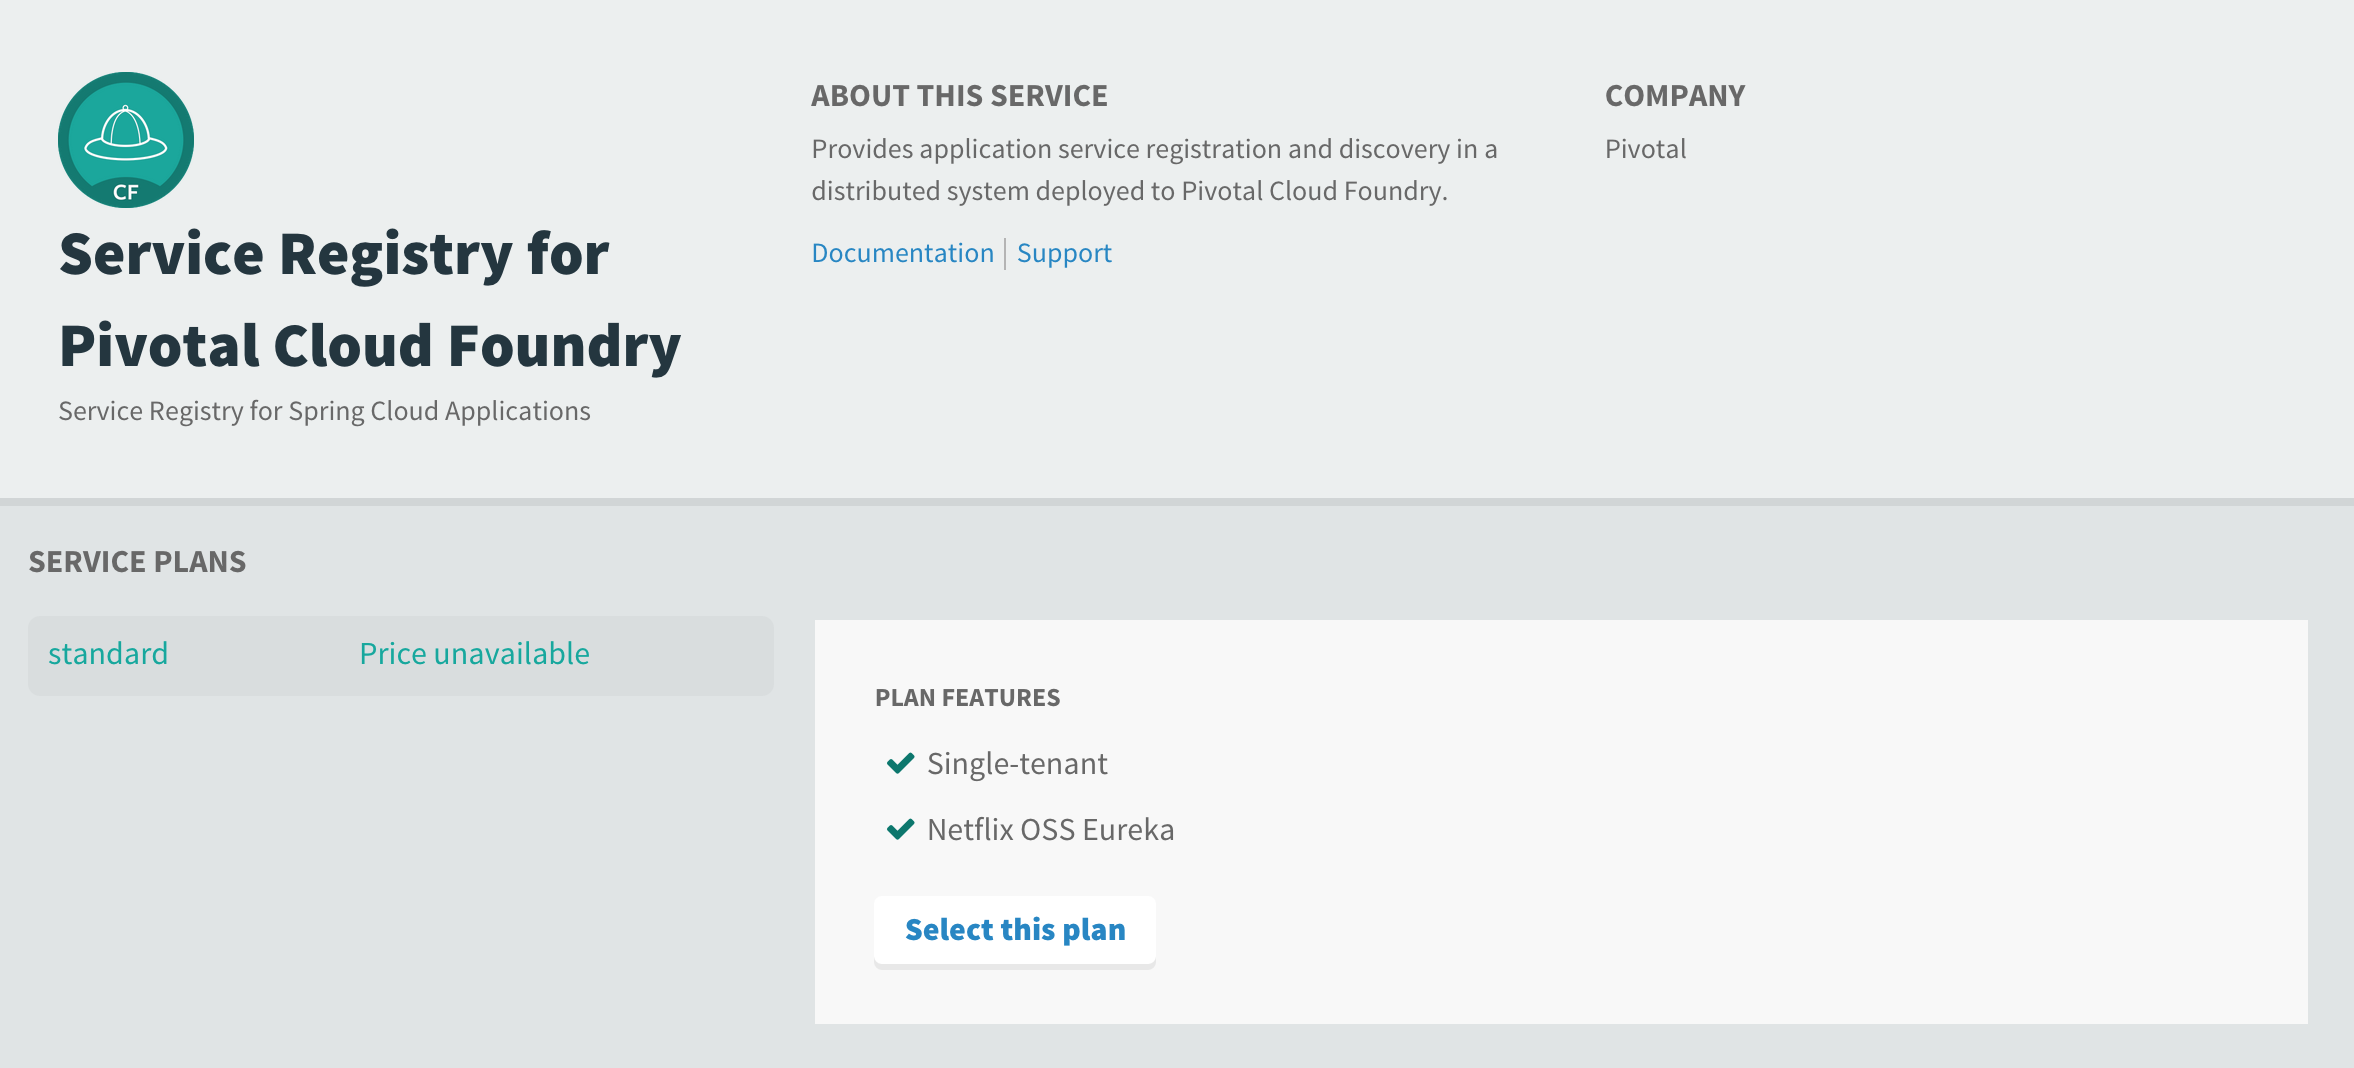 CF
Service Registry for
Pivotal Cloud Foundry
Service Registry for Spring Cloud Applications
ABOUT THIS SERVICE
Provides application service registration and discovery in a
distributed system deployed to Pivotal Cloud Foundry.
Documentation | Support
COMPANY
Pivotal
SERVICE PLANS
standard Price unavailable
PLAN FEATURES
Single-tenant
Netflix OSS Eureka
Select this plan